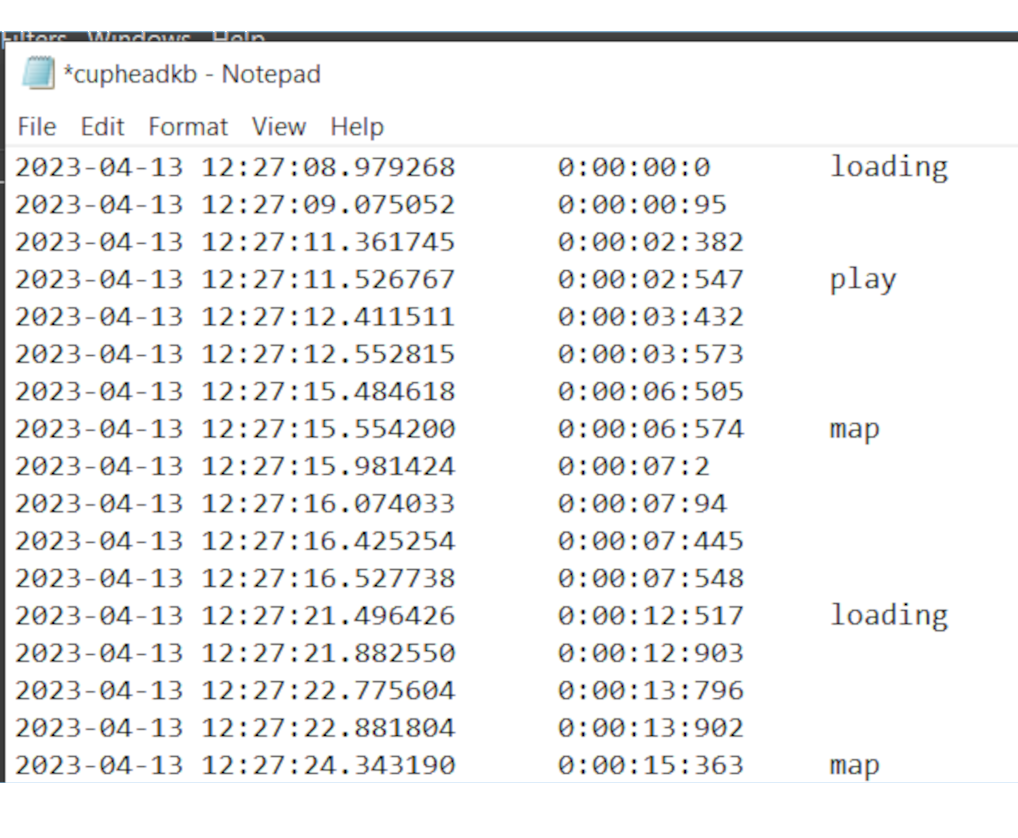 Filters Windows Help
*cupheadkb - Notepad
File Edit Format View Help
2023-04-13 12:27:08.979268 0:00:00:0 loading
2023-04-13 12:27:09.075052 0:00:00:95
2023-04-13 12:27:11.361745 0:00:02:382
2023-04-13 12:27:11.526767 0:00:02:547 play
2023-04-13 12:27:12.411511 0:00:03:432
2023-04-13 12:27:12.552815 0:00:03:573
2023-04-13 12:27:15.484618 0:00:06:505
2023-04-13 12:27:15.554200 0:00:06:574 map
2023-04-13 12:27:15.981424 0:00:07:2
2023-04-13 12:27:16.074033 0:00:07:94
2023-04-13 12:27:16.425254 0:00:07:445
2023-04-13 12:27:16.527738 0:00:07:548
2023-04-13 12:27:21.496426 0:00:12:517 loading
2023-04-13 12:27:21.882550 0:00:12:903
2023-04-13 12:27:22.775604 0:00:13:796
2023-04-13 12:27:22.881804 0:00:13:902
2023-04-13 12:27:24.343190 0:00:15:363 map